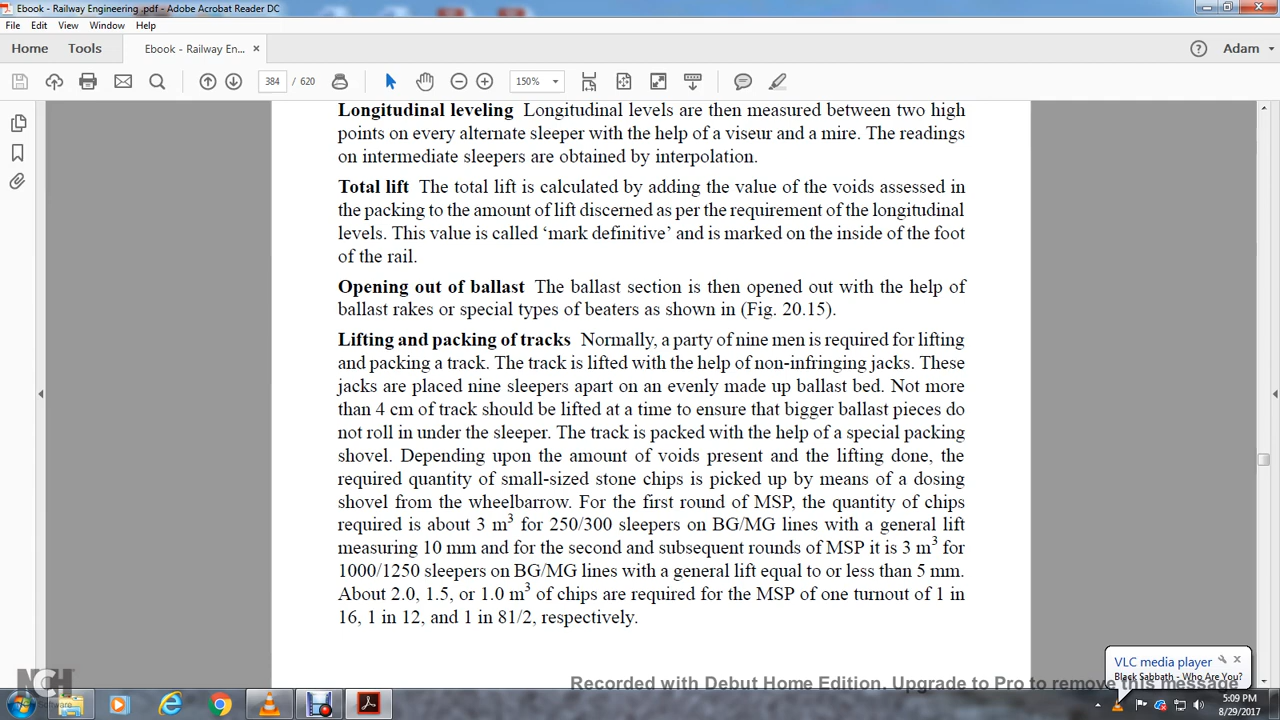 Ebook - Railway Engineering .pdf - Adobe Acrobat Reader DC
File Edit View Window Help
Home Tools Ebook - Railway En... × Adam
384 / 620 150%
Longitudinal leveling Longitudinal levels are then measured between two high
points on every alternate sleeper with the help of a viseur and a mire. The readings
on intermediate sleepers are obtained by interpolation.
Total lift The total lift is calculated by adding the value of the voids assessed in
the packing to the amount of lift discerned as per the requirement of the longitudinal
levels. This value is called ‘mark definitive’ and is marked on the inside of the foot
of the rail.
Opening out of ballast The ballast section is then opened out with the help of
ballast rakes or special types of beaters as shown in (Fig. 20.15).
Lifting and packing of tracks Normally, a party of nine men is required for lifting
and packing a track. The track is lifted with the help of non-infringing jacks. These
jacks are placed nine sleepers apart on an evenly made up ballast bed. Not more
than 4 cm of track should be lifted at a time to ensure that bigger ballast pieces do
not roll in under the sleeper. The track is packed with the help of a special packing
shovel. Depending upon the amount of voids present and the lifting done, the
required quantity of small-sized stone chips is picked up by means of a dosing
shovel from the wheelbarrow. For the first round of MSP, the quantity of chips
required is about 3 m³ for 250/300 sleepers on BG/MG lines with a general lift
measuring 10 mm and for the second and subsequent rounds of MSP it is 3 m³ for
1000/1250 sleepers on BG/MG lines with a general lift equal to or less than 5 mm.
About 2.0, 1.5, or 1.0 m³ of chips are required for the MSP of one turnout of 1 in
16, 1 in 12, and 1 in 81/2, respectively.
VLC media player
Black Sabbath - Who Are You?
NCH Software
Recorded with Debut Home Edition. Upgrade to Pro to remove this message
5:09 PM
8/29/2017